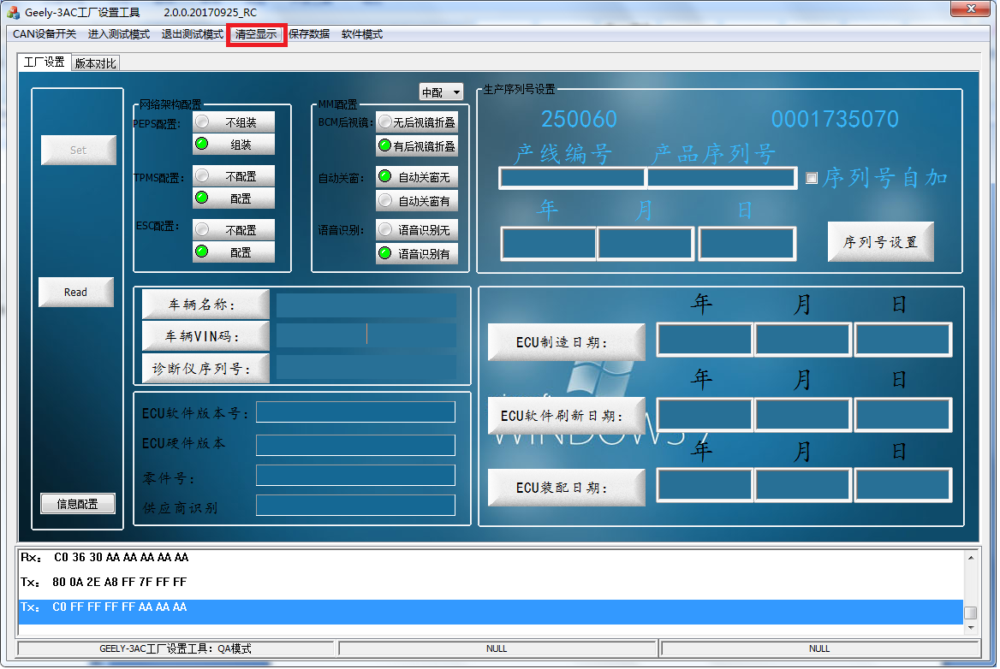 Geely-3AC工厂设置工具 2.0.0.20170925_RC
CAN设备开关 进入测试模式 退出测试模式 清空显示 保存数据 软件模式
工厂设置 版本对比
Set
Read
信息配置
网络架构配置
PEPS配置: 不组装
组装
TPMS配置: 不配置
配置
ESC配置: 不配置
配置
中配
MMI配置
BCM后视镜: 无后视镜折叠
有后视镜折叠
自动关窗: 自动关窗无
自动关窗有
语音识别: 语音识别无
语音识别有
生产序列号设置
250060 0001735070
产线编号 产品序列号
序列号自加
年 月 日
序列号设置
车辆名称:
车辆VIN码:
诊断仪序列号:
ECU软件版本号:
ECU硬件版本
零件号:
供应商识别
年 月 日
ECU制造日期:
年 月 日
ECU软件刷新日期:
年 月 日
ECU装配日期:
Rx: C0 36 30 AA AA AA AA AA
Tx: 80 0A 2E A8 FF 7F FF FF
Tx: C0 FF FF FF FF AA AA AA
GEELY-3AC工厂设置工具: QA模式 NULL NULL